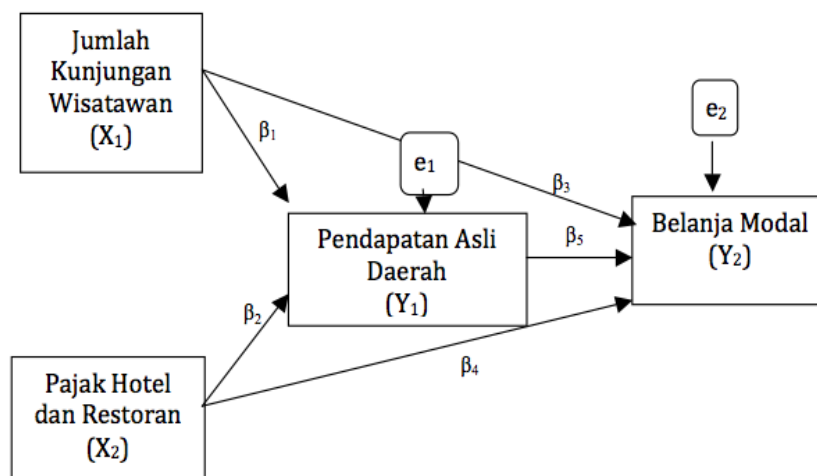 Jumlah
Kunjungan
Wisatawan
(X₁)
β₁
e₁
e₂
β₃
Pendapatan Asli
Daerah
(Y₁)
β₅
Belanja Modal
(Y₂)
β₂
β₄
Pajak Hotel
dan Restoran
(X₂)